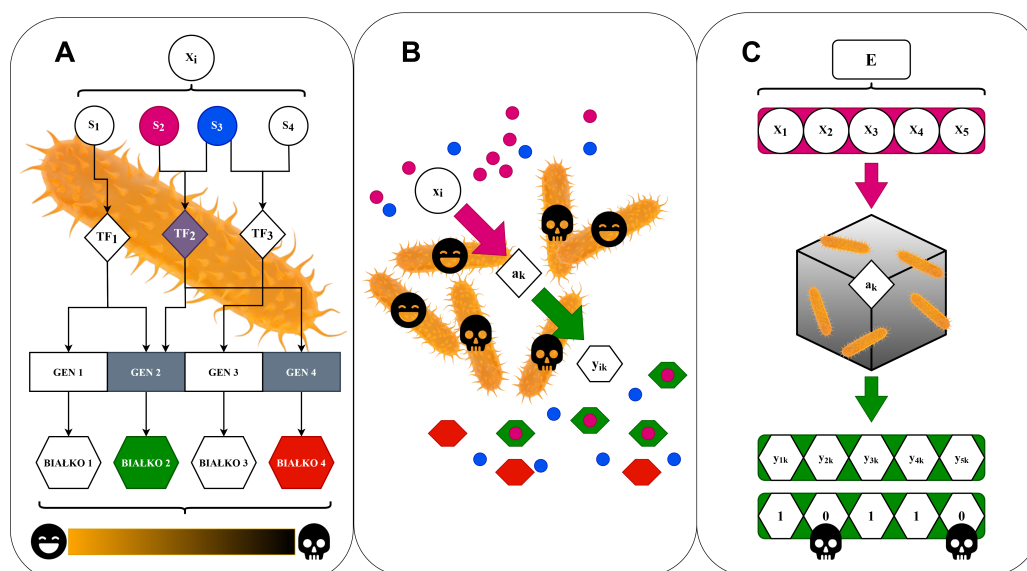 A
xᵢ
S₁ S₂ S₃ S₄
TF₁ TF₂ TF₃
GEN 1 GEN 2 GEN 3 GEN 4
BIAŁKO 1 BIAŁKO 2 BIAŁKO 3 BIAŁKO 4
B
xᵢ
aₖ
yᵢₖ
C
E
X₁ X₂ X₃ X₄ X₅
aₖ
y₁ₖ y₂ₖ y₃ₖ y₄ₖ y₅ₖ
1 0 1 1 0